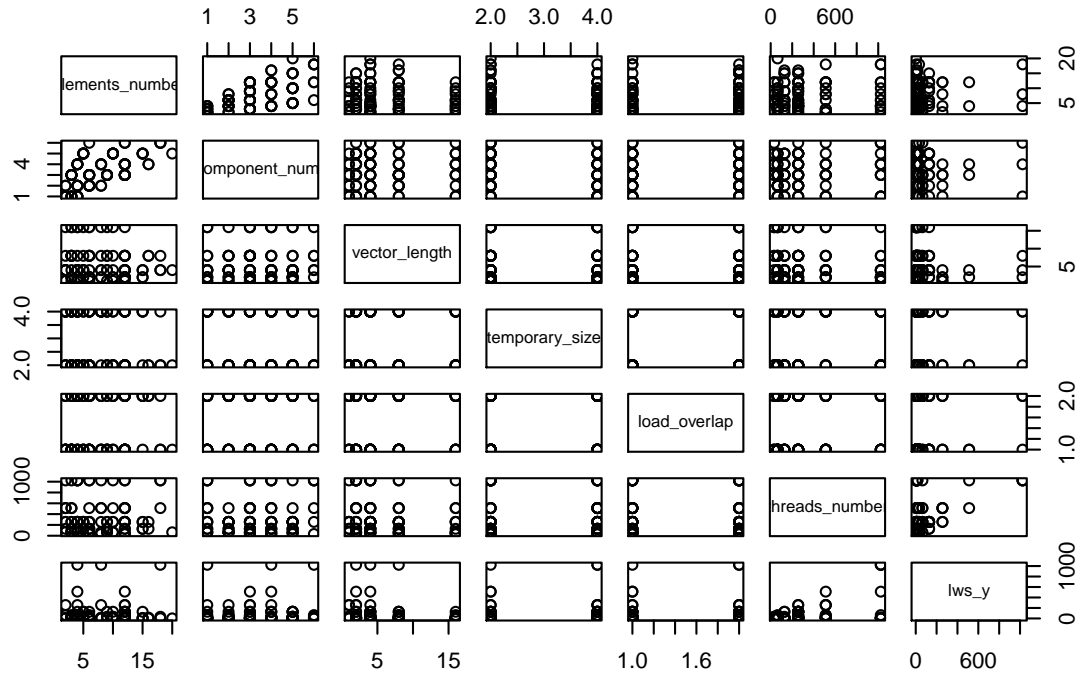 1 3 5 2.0 3.0 4.0 0 600
lements_numbe
5 20
1 4
omponent_num
vector_length
5
2.0 4.0
temporary_size
load_overlap
1.0 2.0
0 1000
hreads_numbe
lws_y
0 1000
5 15 5 15 1.0 1.6 0 600